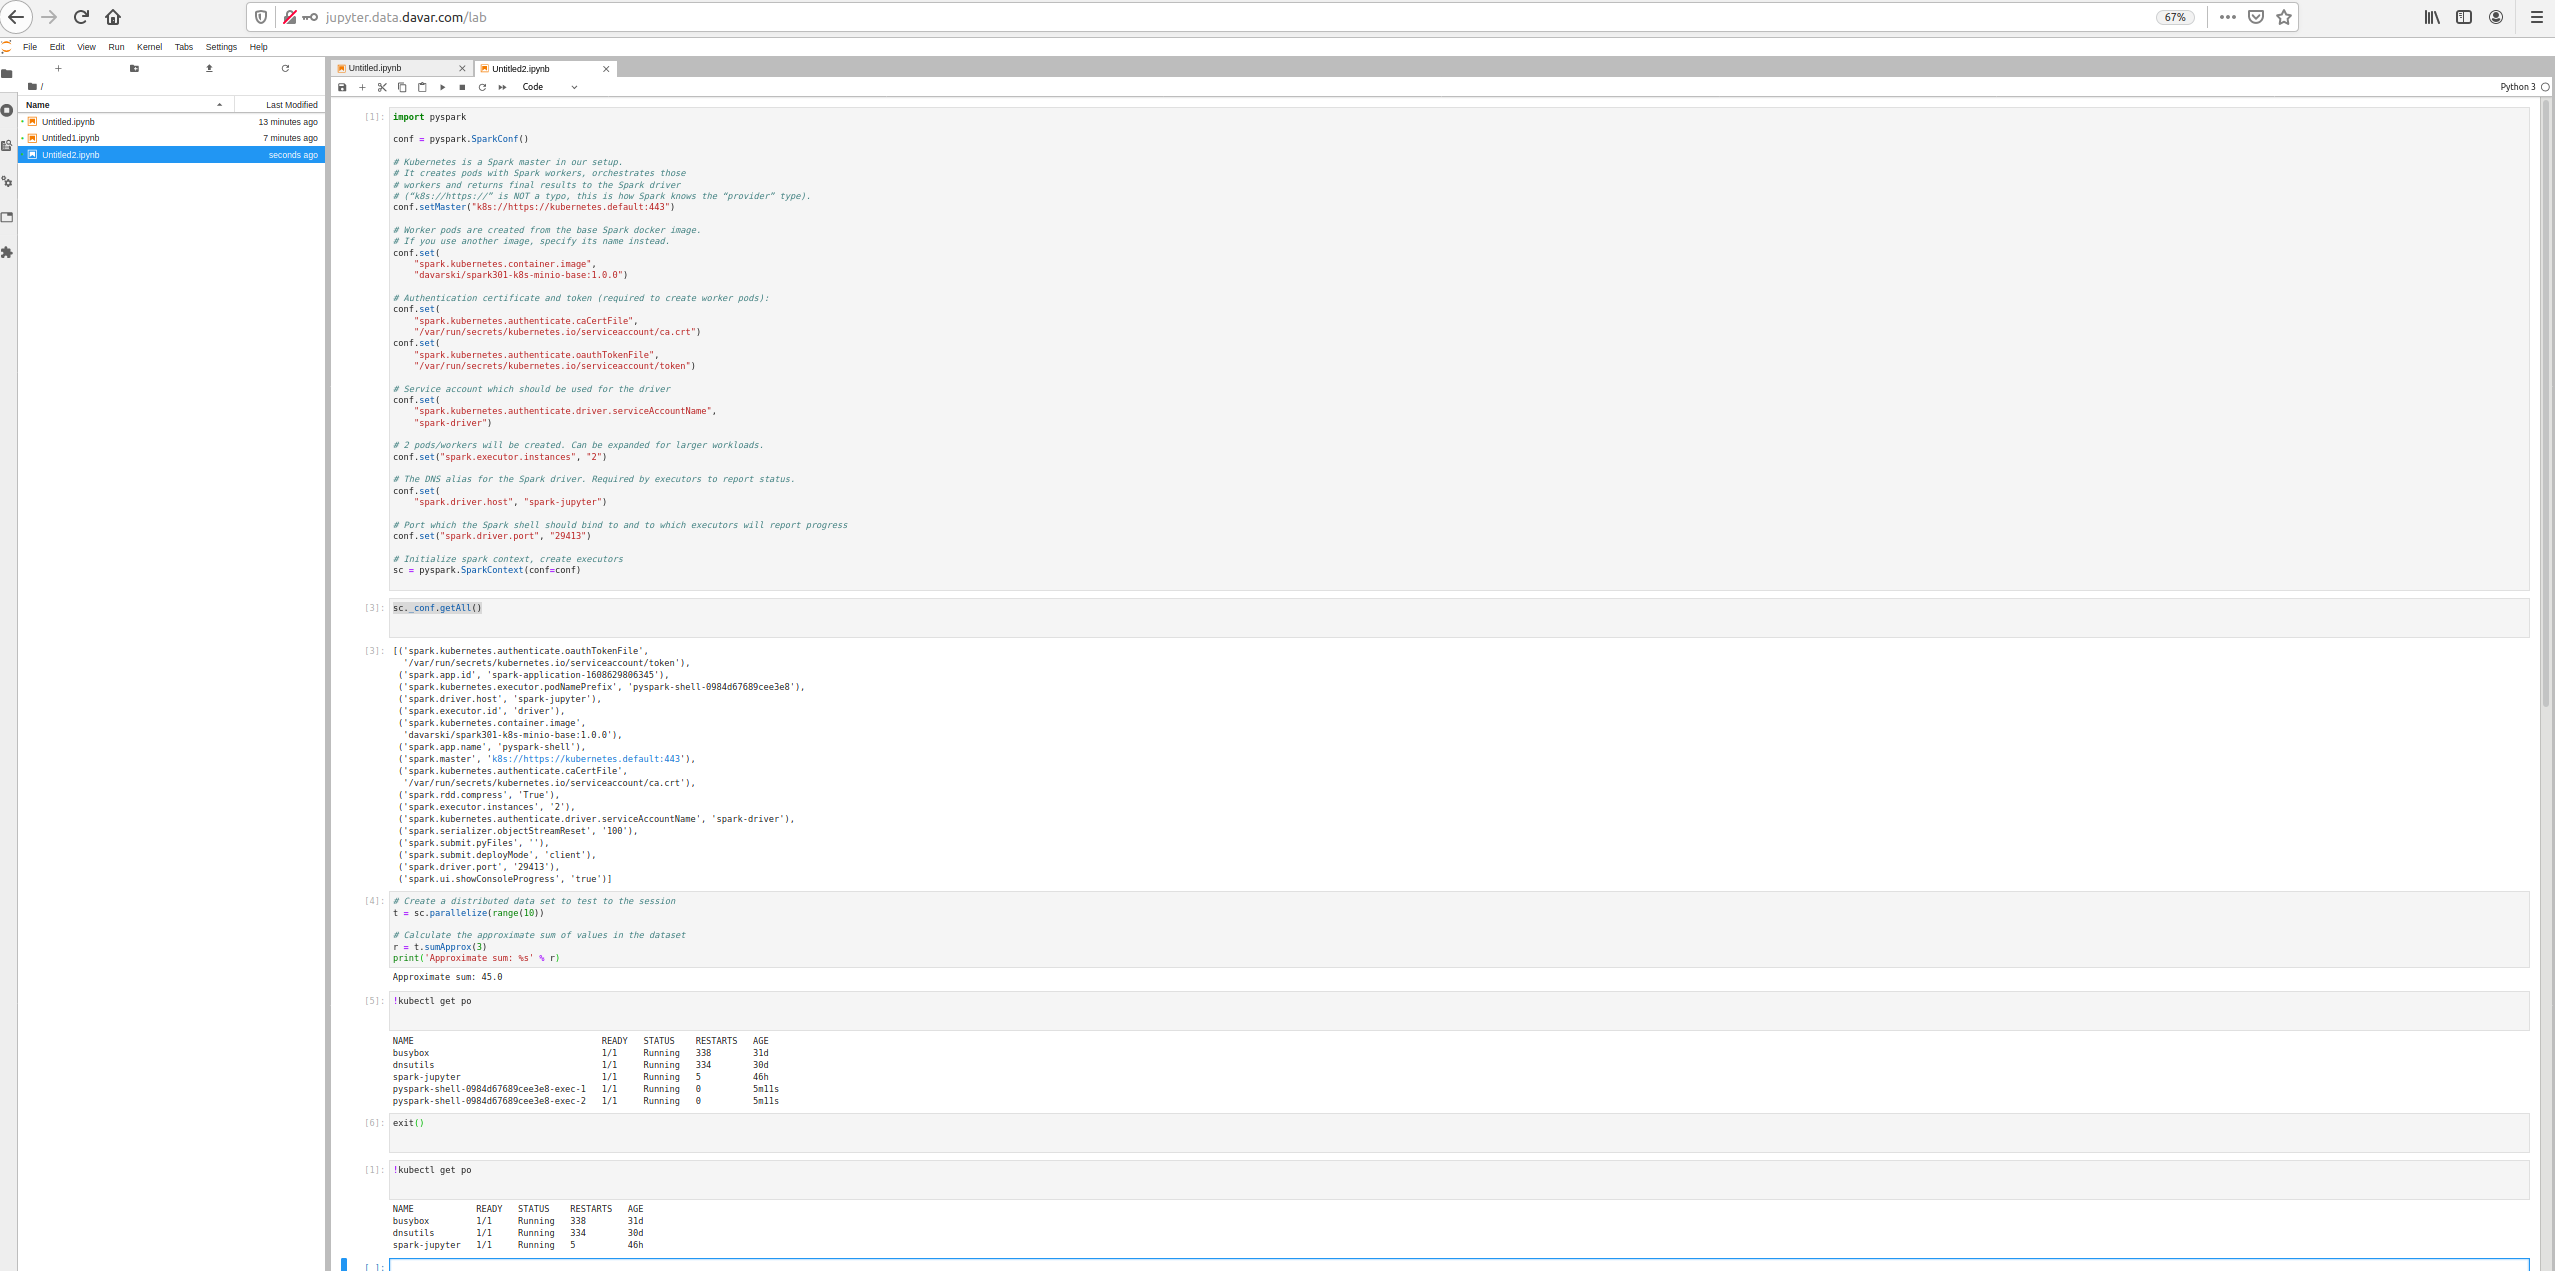 jupyter.data.davar.com/lab
67%
File Edit View Run Kernel Tabs Settings Help
/
Name Last Modified
Untitled.ipynb 13 minutes ago
Untitled1.ipynb 7 minutes ago
Untitled2.ipynb seconds ago
Untitled.ipynb Untitled2.ipynb
Code
Python 3
[1]: import pyspark
conf = pyspark.SparkConf()
# Kubernetes is a Spark master in our setup.
# It creates pods with Spark workers, orchestrates those
# workers and returns final results to the Spark driver
# (“k8s://https://” is NOT a typo, this is how Spark knows the “provider” type).
conf.setMaster("k8s://https://kubernetes.default:443")
# Worker pods are created from the base Spark docker image.
# If you use another image, specify its name instead.
conf.set(
"spark.kubernetes.container.image",
"davarski/spark301-k8s-minio-base:1.0.0")
# Authentication certificate and token (required to create worker pods):
conf.set(
"spark.kubernetes.authenticate.caCertFile",
"/var/run/secrets/kubernetes.io/serviceaccount/ca.crt")
conf.set(
"spark.kubernetes.authenticate.oauthTokenFile",
"/var/run/secrets/kubernetes.io/serviceaccount/token")
# Service account which should be used for the driver
conf.set(
"spark.kubernetes.authenticate.driver.serviceAccountName",
"spark-driver")
# 2 pods/workers will be created. Can be expanded for larger workloads.
conf.set("spark.executor.instances", "2")
# The DNS alias for the Spark driver. Required by executors to report status.
conf.set(
"spark.driver.host", "spark-jupyter")
# Port which the Spark shell should bind to and to which executors will report progress
conf.set("spark.driver.port", "29413")
# Initialize spark context, create executors
sc = pyspark.SparkContext(conf=conf)
[3]: sc._conf.getAll()
[3]: [('spark.kubernetes.authenticate.oauthTokenFile',
'/var/run/secrets/kubernetes.io/serviceaccount/token'),
('spark.app.id', 'spark-application-1608629806345'),
('spark.kubernetes.executor.podNamePrefix', 'pyspark-shell-0984d67689cee3e8'),
('spark.driver.host', 'spark-jupyter'),
('spark.executor.id', 'driver'),
('spark.kubernetes.container.image',
'davarski/spark301-k8s-minio-base:1.0.0'),
('spark.app.name', 'pyspark-shell'),
('spark.master', 'k8s://https://kubernetes.default:443'),
('spark.kubernetes.authenticate.caCertFile',
'/var/run/secrets/kubernetes.io/serviceaccount/ca.crt'),
('spark.rdd.compress', 'True'),
('spark.executor.instances', '2'),
('spark.kubernetes.authenticate.driver.serviceAccountName', 'spark-driver'),
('spark.serializer.objectStreamReset', '100'),
('spark.submit.pyFiles', ''),
('spark.submit.deployMode', 'client'),
('spark.driver.port', '29413'),
('spark.ui.showConsoleProgress', 'true')]
[4]: # Create a distributed data set to test to the session
t = sc.parallelize(range(10))
# Calculate the approximate sum of values in the dataset
r = t.sumApprox(3)
print('Approximate sum: %s' % r)
Approximate sum: 45.0
[5]: !kubectl get po
NAME READY STATUS RESTARTS AGE
busybox 1/1 Running 338 31d
dnsutils 1/1 Running 334 30d
spark-jupyter 1/1 Running 5 46h
pyspark-shell-0984d67689cee3e8-exec-1 1/1 Running 0 5m11s
pyspark-shell-0984d67689cee3e8-exec-2 1/1 Running 0 5m11s
[6]: exit()
[1]: !kubectl get po
NAME READY STATUS RESTARTS AGE
busybox 1/1 Running 338 31d
dnsutils 1/1 Running 334 30d
spark-jupyter 1/1 Running 5 46h
[ ]: